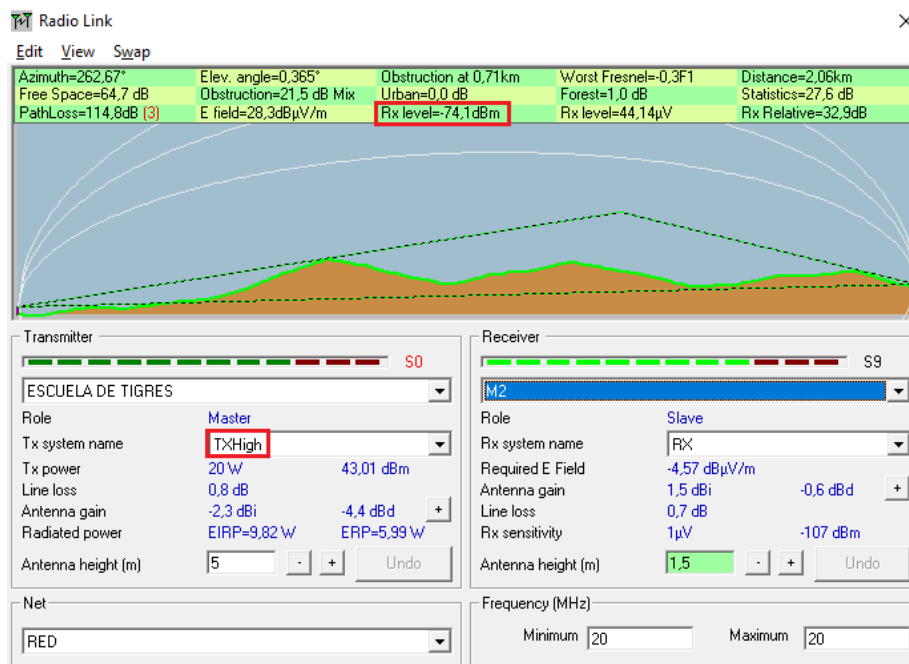 Radio Link
Edit View Swap
Azimuth=262,67° Elev. angle=0,365° Obstruction at 0,71km Worst Fresnel=-0,3F1 Distance=2,06km
Free Space=64,7 dB Obstruction=21,5 dB Mix Urban=0,0 dB Forest=1,0 dB Statistics=27,6 dB
PathLoss=114,8dB (3) E field=28,3dBµV/m Rx level=-74,1dBm Rx level=44,14µV Rx Relative=32,9dB
Transmitter
S0
ESCUELA DE TIGRES
Role Master
Tx system name TXHigh
Tx power 20 W 43,01 dBm
Line loss 0,8 dB
Antenna gain -2,3 dBi -4,4 dBd +
Radiated power EIRP=9,82 W ERP=5,99 W
Antenna height (m) 5 - + Undo
Receiver
S9
M2
Role Slave
Rx system name RX
Required E Field -4,57 dBµV/m
Antenna gain 1,5 dBi -0,6 dBd +
Line loss 0,7 dB
Rx sensitivity 1µV -107 dBm
Antenna height (m) 1,5 - + Undo
Net
RED
Frequency (MHz)
Minimum 20 Maximum 20